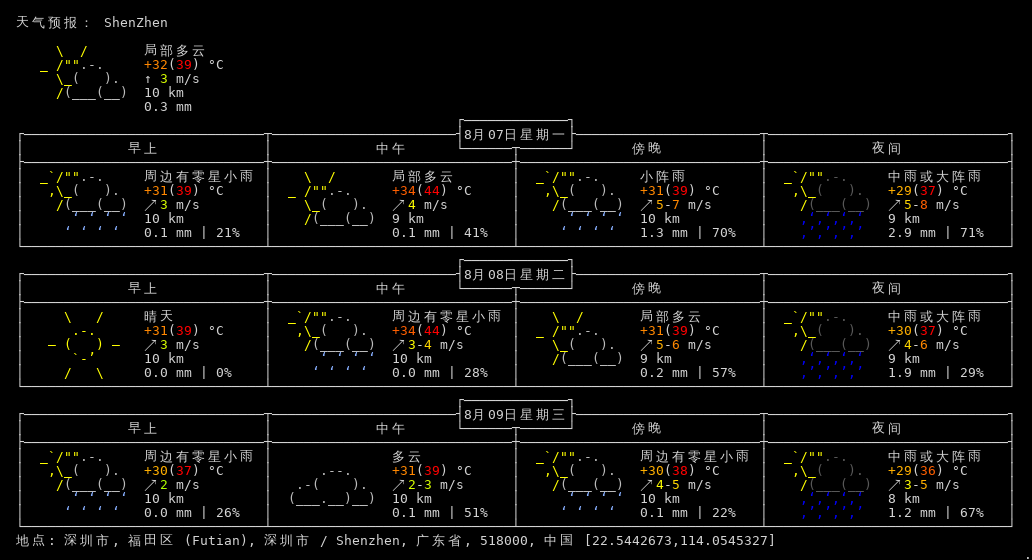 天气预报： ShenZhen
局部多云
+32(39) °C
↑ 3 m/s
10 km
0.3 mm
8月07日星期一
早上 中午 傍晚 夜间
周边有零星小雨 局部多云 小阵雨 中雨或大阵雨
+31(39) °C +34(44) °C +31(39) °C +29(37) °C
↗3 m/s ↗4 m/s ↗5-7 m/s ↗5-8 m/s
10 km 9 km 10 km 9 km
0.1 mm | 21% 0.1 mm | 41% 1.3 mm | 70% 2.9 mm | 71%
8月08日星期二
早上 中午 傍晚 夜间
晴天 周边有零星小雨 局部多云 中雨或大阵雨
+31(39) °C +34(44) °C +31(39) °C +30(37) °C
↗3 m/s ↗3-4 m/s ↗5-6 m/s ↗4-6 m/s
10 km 10 km 9 km 9 km
0.0 mm | 0% 0.0 mm | 28% 0.2 mm | 57% 1.9 mm | 29%
8月09日星期三
早上 中午 傍晚 夜间
周边有零星小雨 多云 周边有零星小雨 中雨或大阵雨
+30(37) °C +31(39) °C +30(38) °C +29(36) °C
↗2 m/s ↗2-3 m/s ↗4-5 m/s ↗3-5 m/s
10 km 10 km 10 km 8 km
0.0 mm | 26% 0.1 mm | 51% 0.1 mm | 22% 1.2 mm | 67%
地点: 深圳市, 福田区 (Futian), 深圳市 / Shenzhen, 广东省, 518000, 中国 [22.5442673,114.0545327]